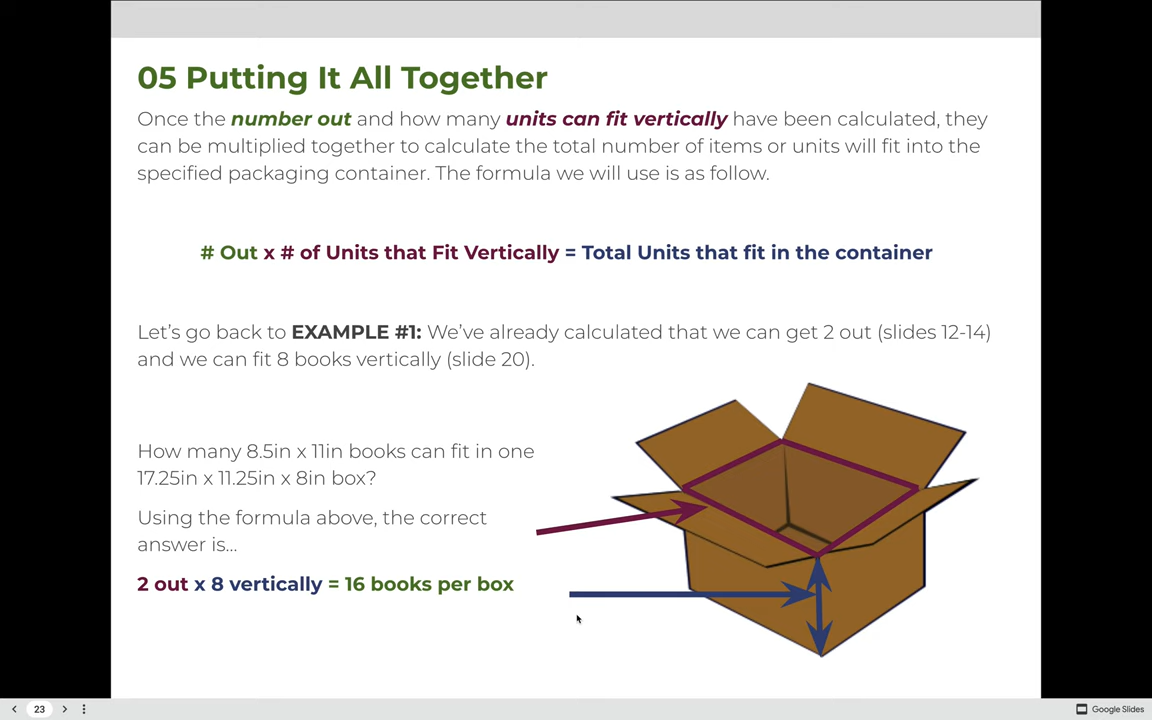 05 Putting It All Together
Once the number out and how many units can fit vertically have been calculated, they
can be multiplied together to calculate the total number of items or units will fit into the
specified packaging container. The formula we will use is as follow.
# Out x # of Units that Fit Vertically = Total Units that fit in the container
Let's go back to EXAMPLE #1: We've already calculated that we can get 2 out (slides 12-14)
and we can fit 8 books vertically (slide 20).
How many 8.5in x 11in books can fit in one
17.25in x 11.25in x 8in box?
Using the formula above, the correct
answer is...
2 out x 8 vertically = 16 books per box
23
Google Slides